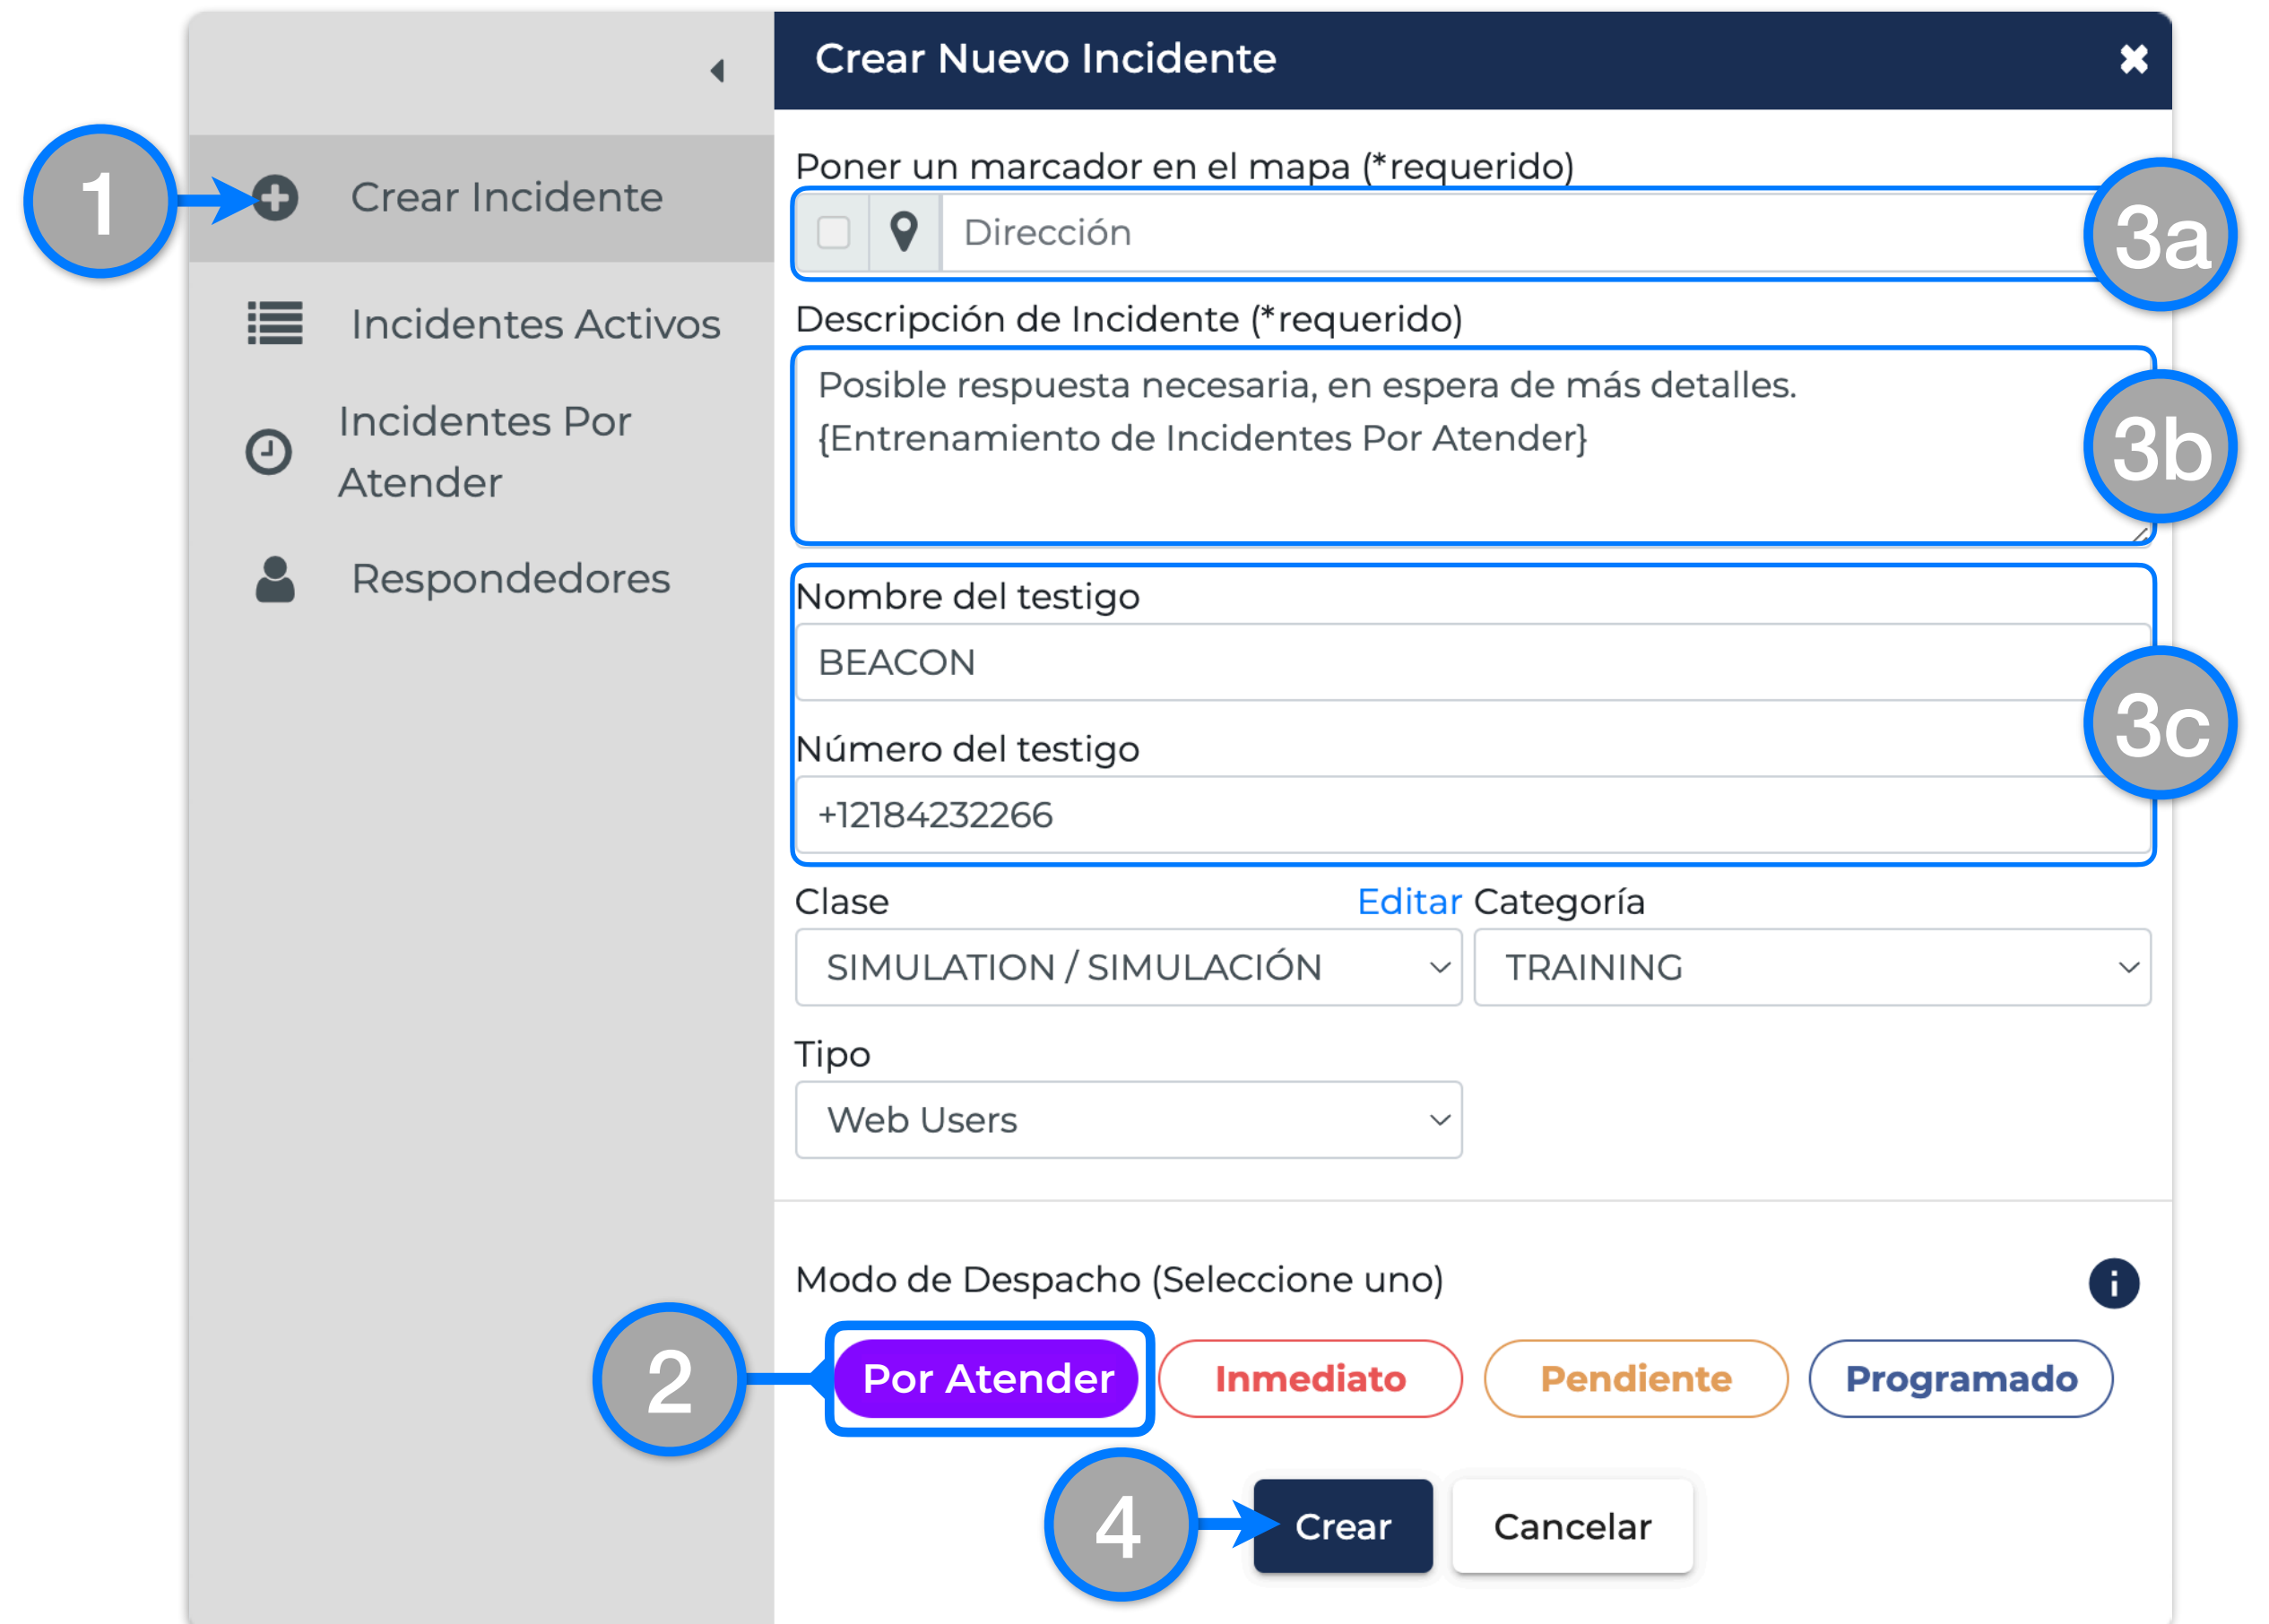 Crear Nuevo Incidente
1
Crear Incidente
Incidentes Activos
Incidentes Por
Atender
Respondedores
Poner un marcador en el mapa (*requerido)
Dirección
3a
Descripción de Incidente (*requerido)
Posible respuesta necesaria, en espera de más detalles.
{Entrenamiento de Incidentes Por Atender}
3b
Nombre del testigo
BEACON
3c
Número del testigo
+12184232266
Clase
Editar
Categoría
SIMULATION / SIMULACIÓN
TRAINING
Tipo
Web Users
Modo de Despacho (Seleccione uno)
2
Por Atender
Inmediato
Pendiente
Programado
4
Crear
Cancelar